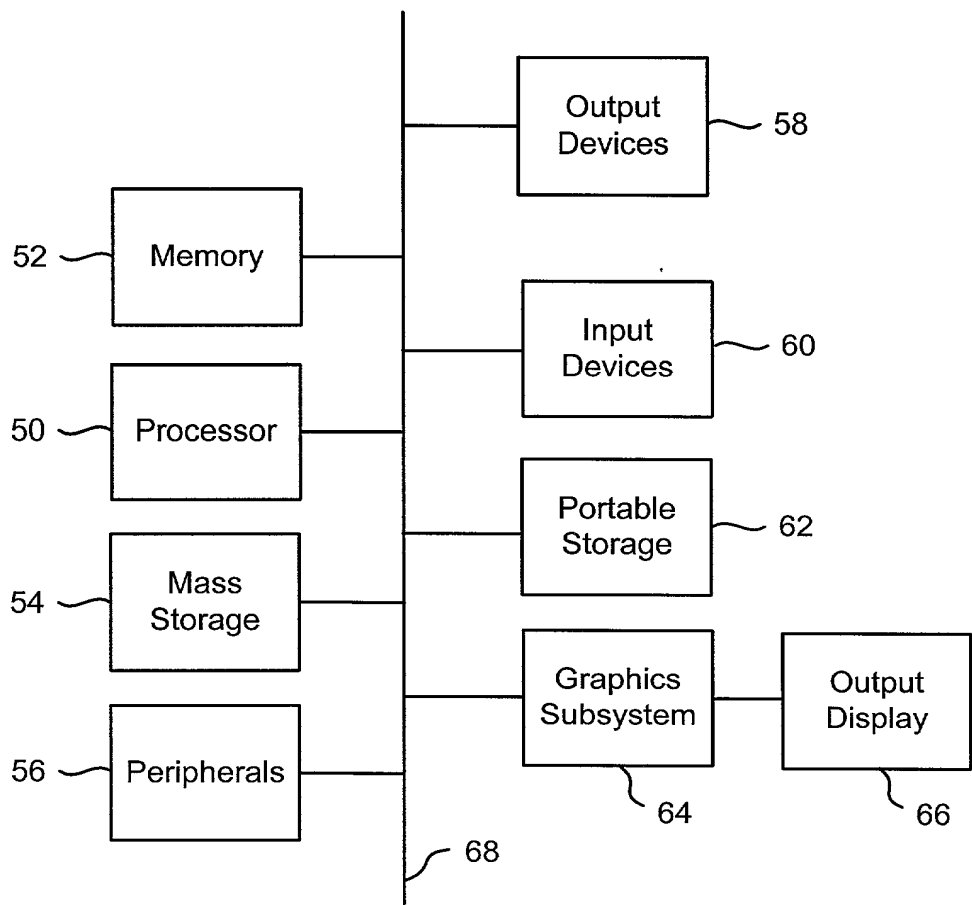 Output
Devices
58
52
Memory
Input
Devices
60
50
Processor
Portable
Storage
62
54
Mass
Storage
Graphics
Subsystem
Output
Display
56
Peripherals
64
66
68